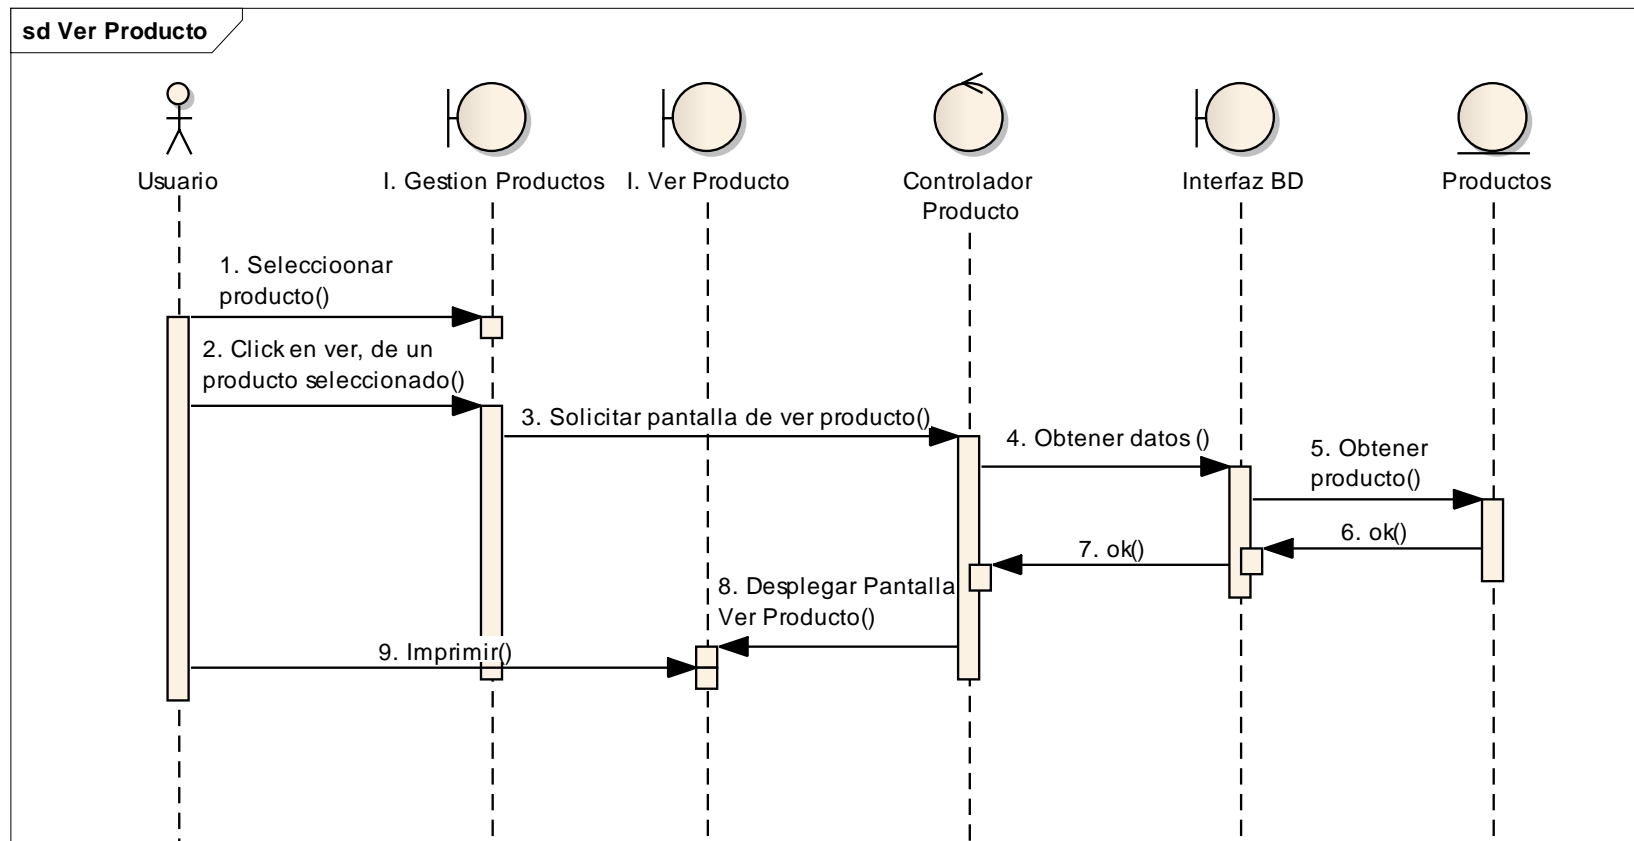 sd Ver Producto
Usuario
I. Gestion Productos
I. Ver Producto
Controlador
Producto
Interfaz BD
Productos
1. Seleccioonar
producto()
2. Click en ver, de un
producto seleccionado()
3. Solicitar pantalla de ver producto()
4. Obtener datos ()
5. Obtener
producto()
6. ok()
7. ok()
8. Desplegar Pantalla
Ver Producto()
9. Imprimir()